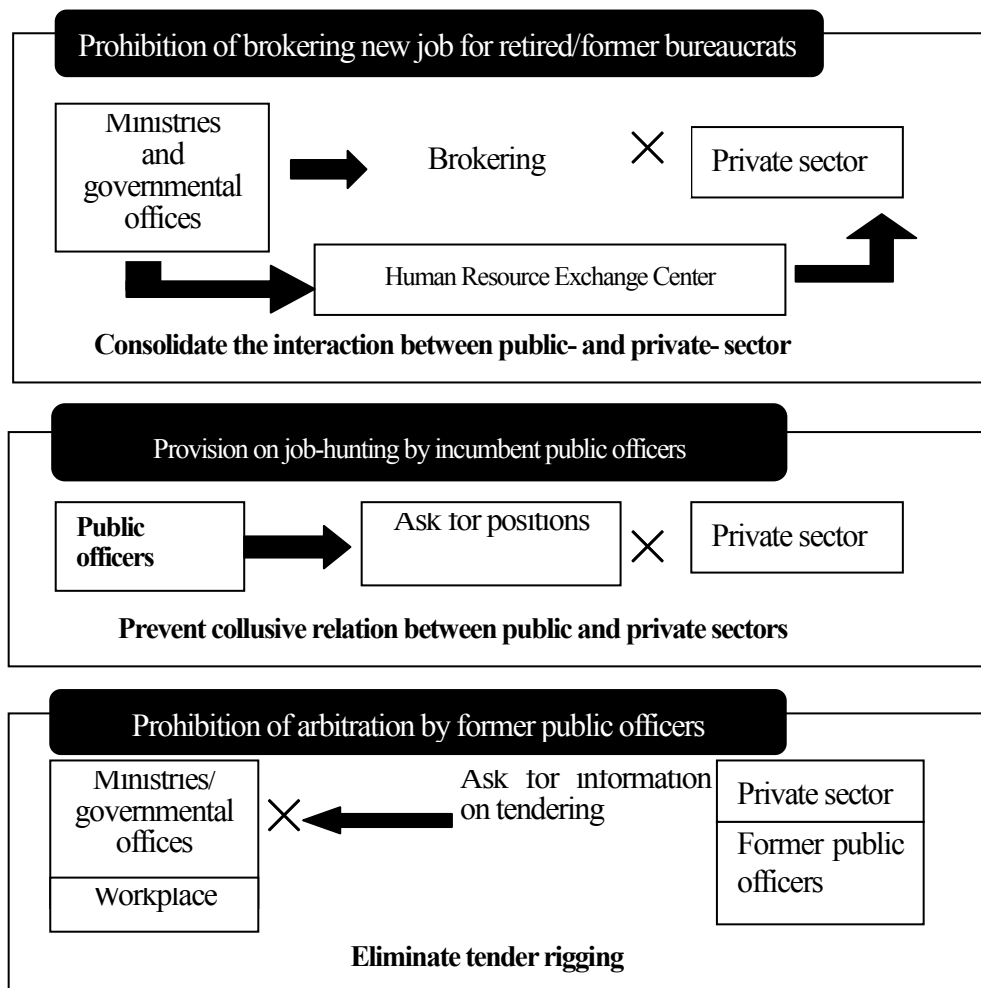 Prohibition of brokering new job for retired/former bureaucrats
Ministries
and
governmental
offices
Brokering
Private sector
Human Resource Exchange Center
Consolidate the interaction between public- and private- sector
Provision on job-hunting by incumbent public officers
Public
officers
Ask for positions
Private sector
Prevent collusive relation between public and private sectors
Prohibition of arbitration by former public officers
Ministries/
governmental
offices
Workplace
Ask for information
on tendering
Private sector
Former public
officers
Eliminate tender rigging